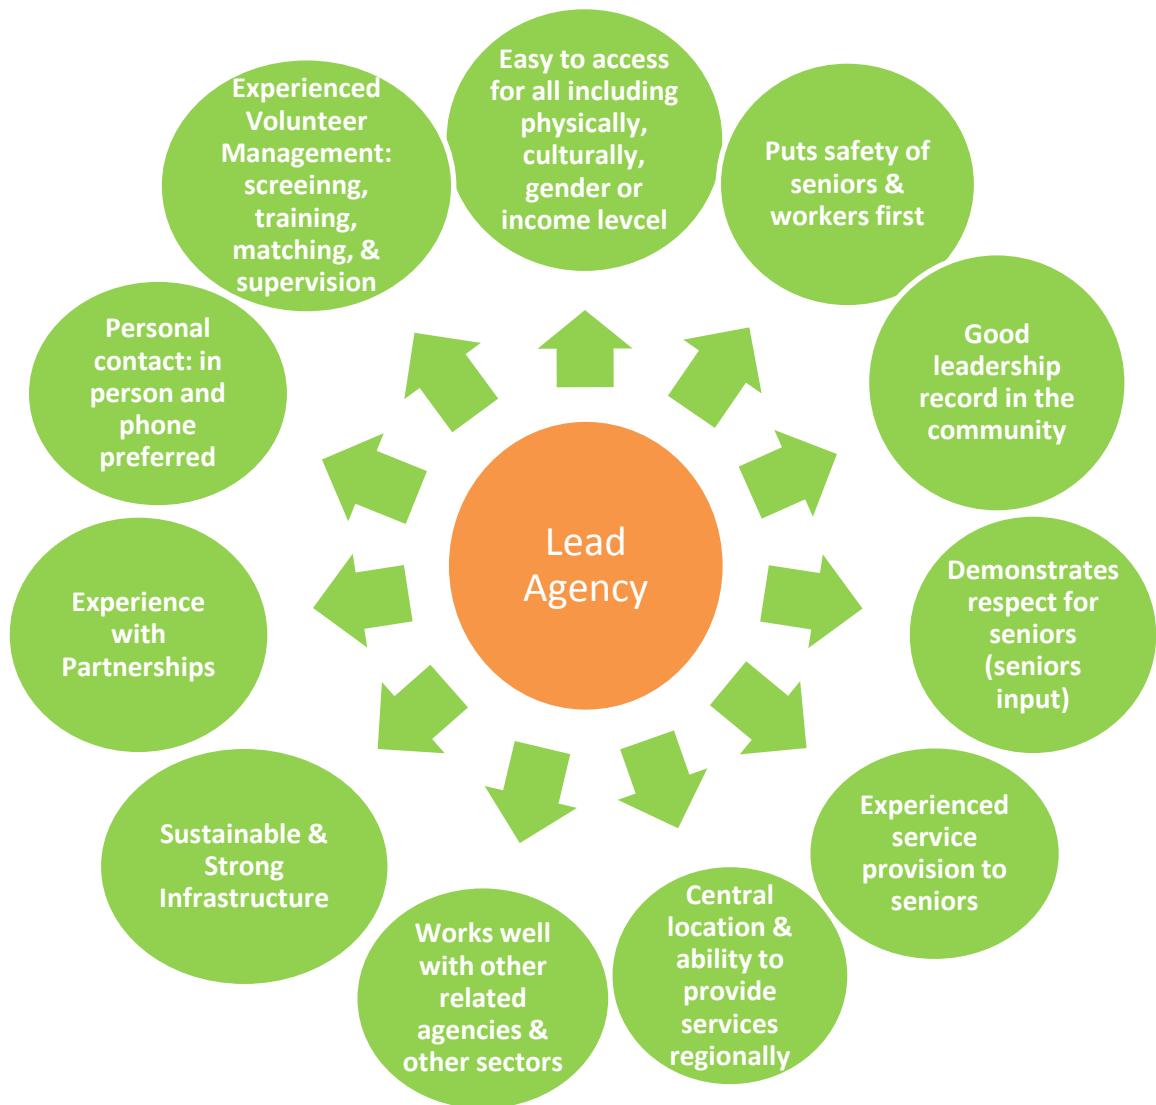 Easy to access
for all including
physically,
culturally,
gender or
income levcel
Puts safety of
seniors &
workers first
Good
leadership
record in the
community
Demonstrates
respect for
seniors
(seniors
input)
Experienced
service
provision to
seniors
Central
location &
ability to
provide
services
regionally
Works well
with other
related
agencies &
other sectors
Sustainable &
Strong
Infrastructure
Experience
with
Partnerships
Personal
contact: in
person and
phone
preferred
Experienced
Volunteer
Management:
screeinng,
training,
matching, &
supervision
Lead
Agency